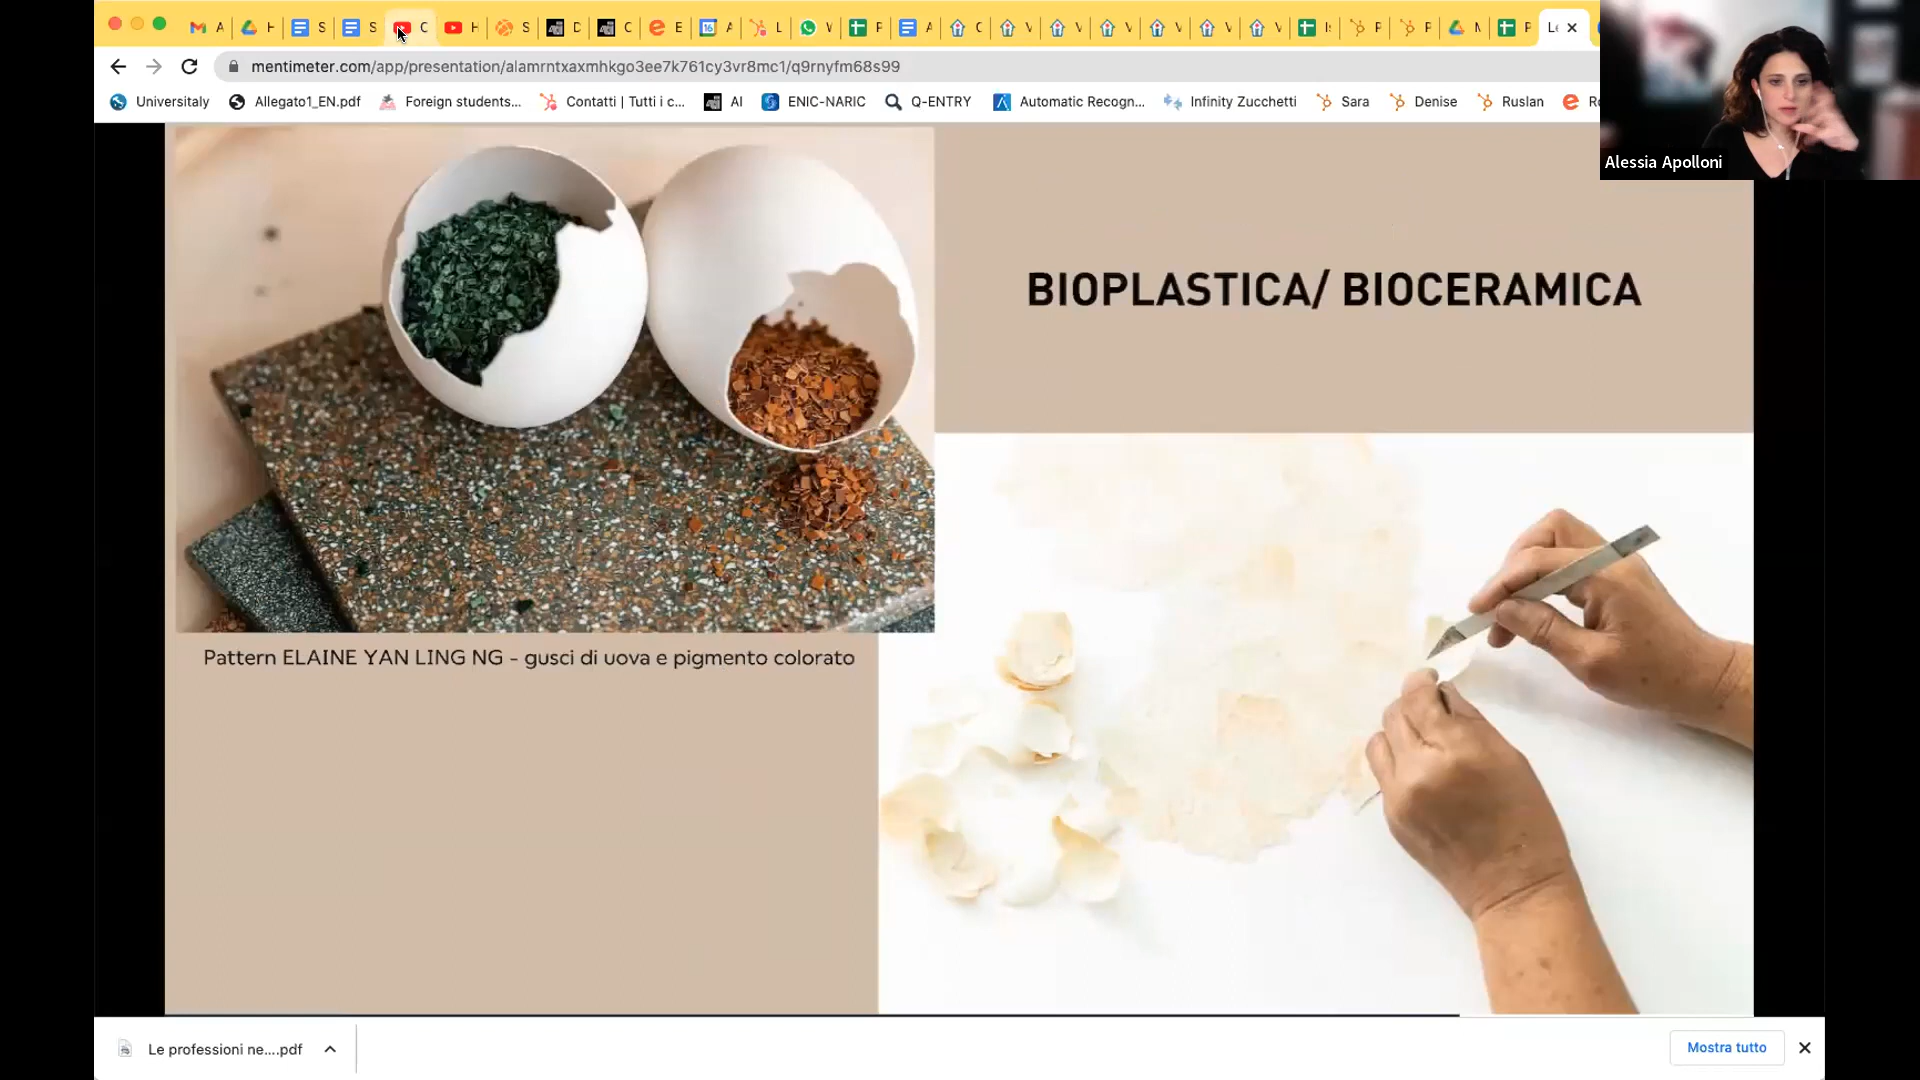 A
H
S
S
C
H
S
D
C
E
A
L
V
F
A
C
V
V
V
V
V
V
Is
F
F
M
F
Le
mentimeter.com/app/presentation/alamrntxaxmhkgo3ee7k761cy3vr8mc1/q9rnyfm68s99
Universitaly
Allegato1_EN.pdf
Foreign students...
Contatti | Tutti i c...
AI
ENIC-NARIC
Q-ENTRY
Automatic Recogn...
Infinity Zucchetti
Sara
Denise
Ruslan
Alessia Apolloni
BIOPLASTICA/ BIOCERAMICA
Pattern ELAINE YAN LING NG - gusci di uova e pigmento colorato
Le professioni ne....pdf
Mostra tutto